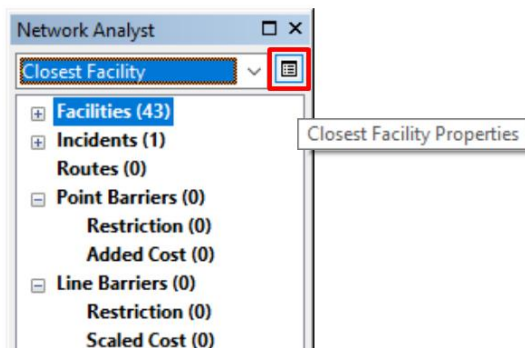 Network Analyst
Closest Facility
Facilities (43)
Closest Facility Properties
Incidents (1)
Routes (0)
Point Barriers (0)
Restriction (0)
Added Cost (0)
Line Barriers (0)
Restriction (0)
Scaled Cost (0)